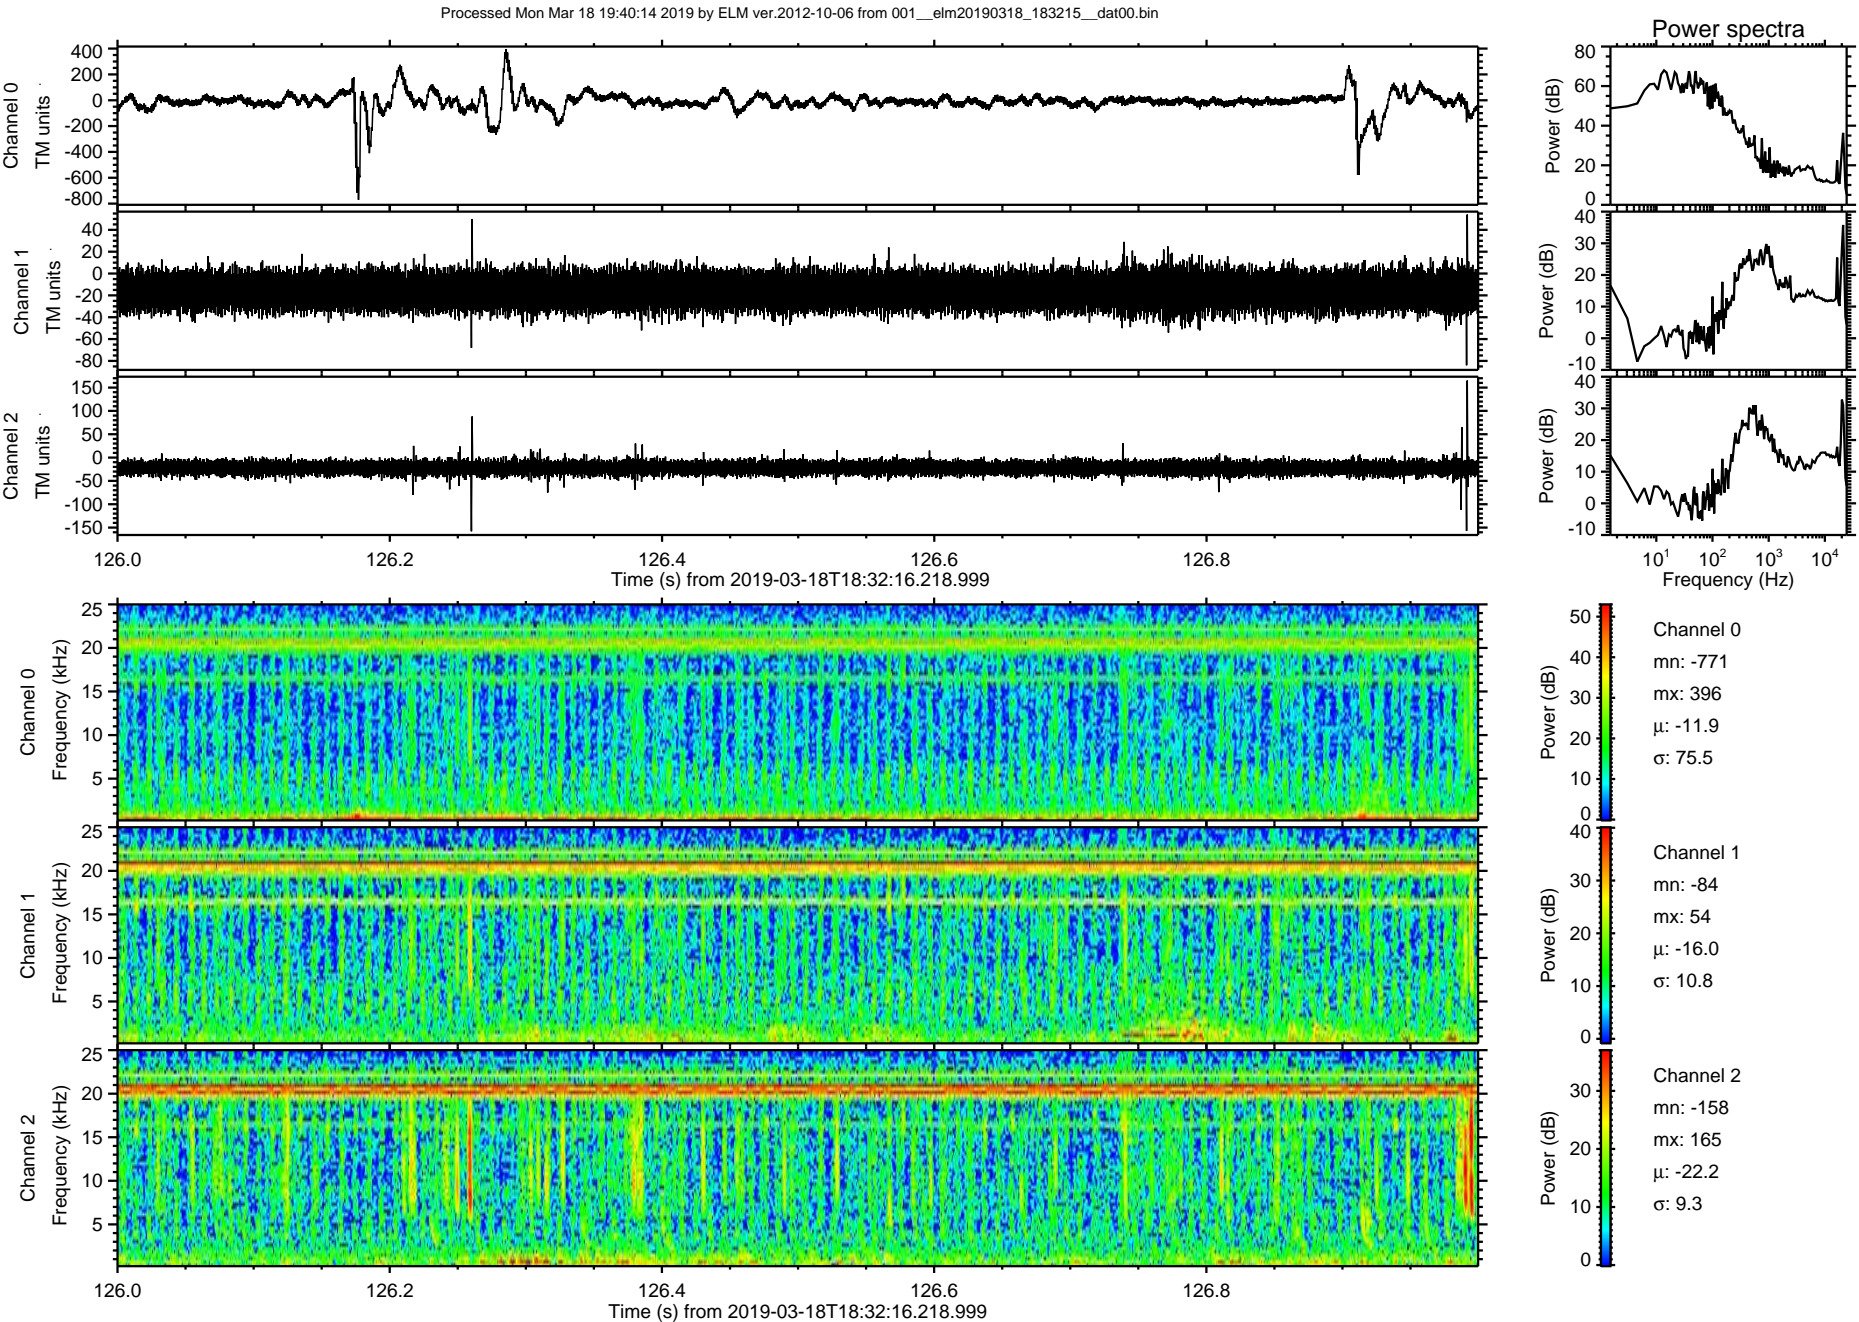 Processed Mon Mar 18 19:40:14 2019 by ELM ver.2012-10-06 from 001__elm20190318_183215__dat00.bin
Power spectra
Channel 0
TM units
400
200
0
-200
-400
-600
-800
Power (dB)
80
60
40
20
0
Channel 1
TM units
40
20
0
-20
-40
-60
-80
Power (dB)
40
30
20
10
0
-10
Channel 2
TM units
150
100
50
0
-50
-100
-150
Power (dB)
40
30
20
10
0
-10
126.0 126.2 126.4 126.6 126.8
Time (s) from 2019-03-18T18:32:16.218.999
10¹ 10² 10³ 10⁴
Frequency (Hz)
Channel 0
Frequency (kHz)
25
20
15
10
5
Power (dB)
50
40
30
20
10
0
Channel 0
mn: -771
mx: 396
μ: -11.9
σ: 75.5
Channel 1
Frequency (kHz)
25
20
15
10
5
Power (dB)
40
30
20
10
0
Channel 1
mn: -84
mx: 54
μ: -16.0
σ: 10.8
Channel 2
Frequency (kHz)
25
20
15
10
5
Power (dB)
30
20
10
0
Channel 2
mn: -158
mx: 165
μ: -22.2
σ: 9.3
126.0 126.2 126.4 126.6 126.8
Time (s) from 2019-03-18T18:32:16.218.999